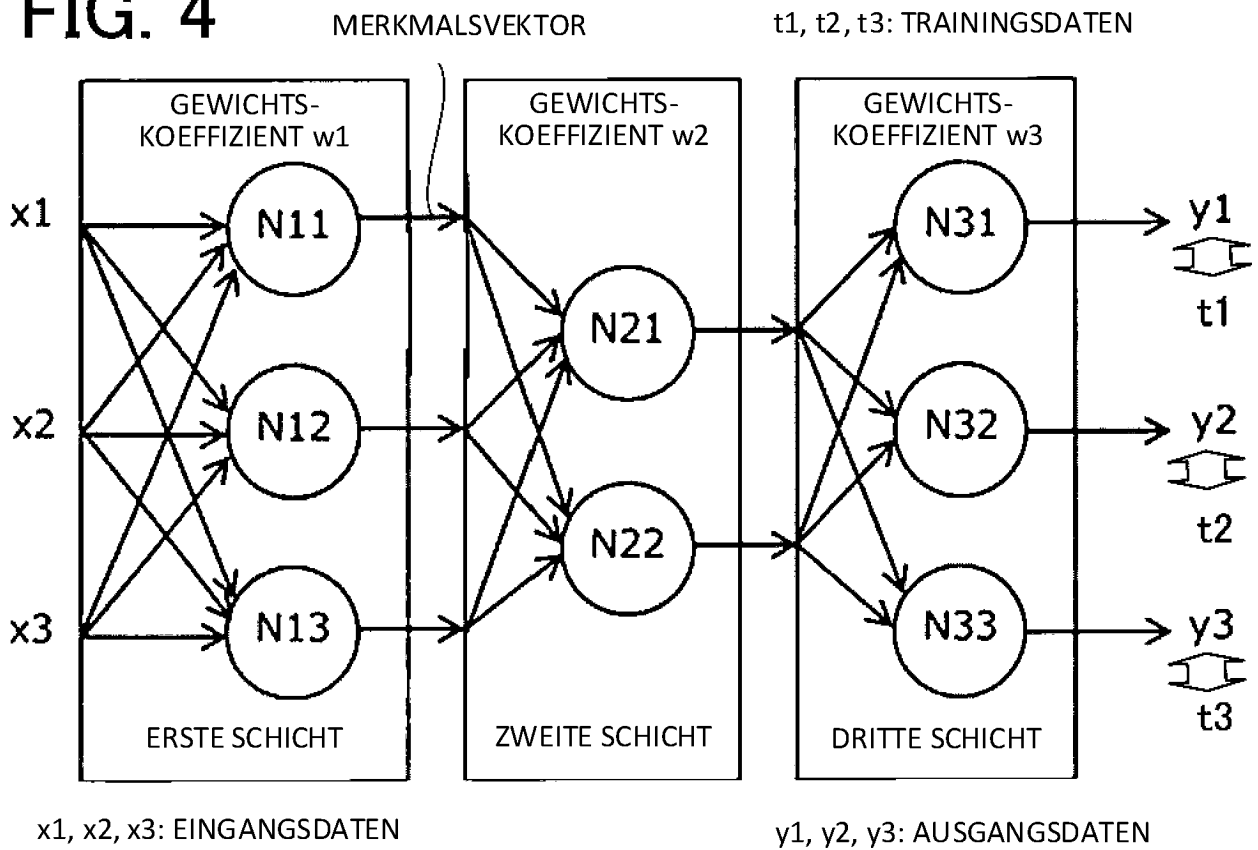 FIG. 4
MERKMALSVEKTOR
t1, t2, t3: TRAININGSDATEN
GEWICHTS-
KOEFFIZIENT w1
GEWICHTS-
KOEFFIZIENT w2
GEWICHTS-
KOEFFIZIENT w3
x1
x2
x3
N11
N12
N13
N21
N22
N31
N32
N33
y1
t1
y2
t2
y3
t3
ERSTE SCHICHT
ZWEITE SCHICHT
DRITTE SCHICHT
x1, x2, x3: EINGANGSDATEN
y1, y2, y3: AUSGANGSDATEN